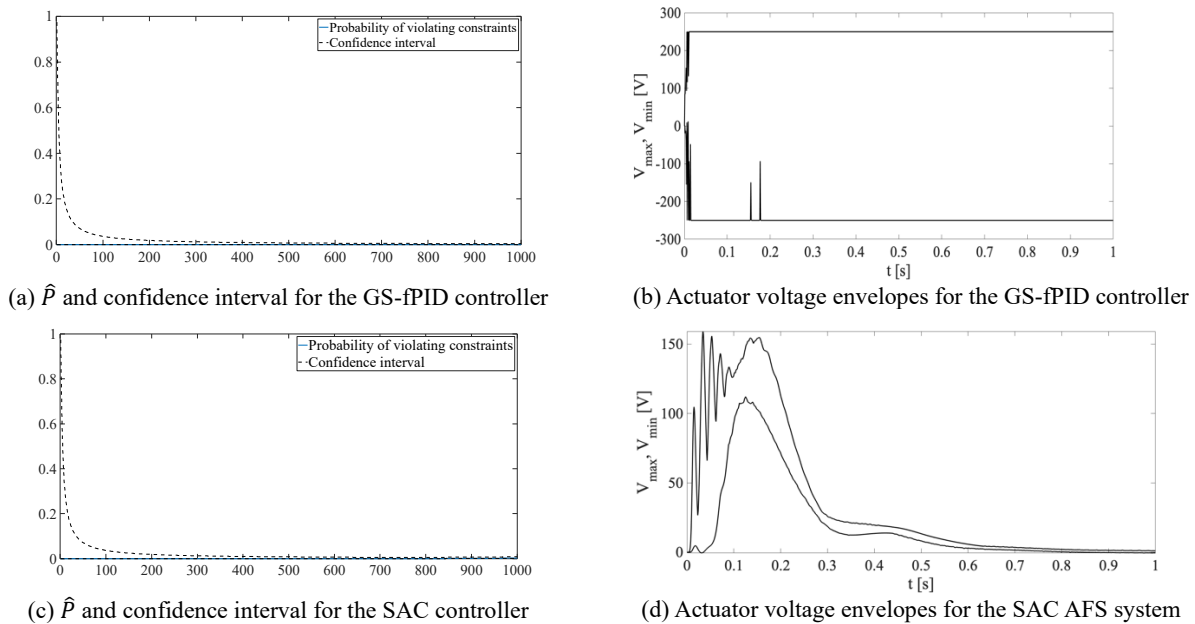 1
0.8
0.6
0.4
0.2
0
0 100 200 300 400 500 600 700 800 900 1000
Probability of violating constraints
Confidence interval
(a) P̂ and confidence interval for the GS-fPID controller
300
200
100
0
-100
-200
-300
V_max, V_min [V]
0 0.1 0.2 0.3 0.4 0.5 0.6 0.7 0.8 0.9 1
t [s]
(b) Actuator voltage envelopes for the GS-fPID controller
1
0.8
0.6
0.4
0.2
0
0 100 200 300 400 500 600 700 800 900 1000
Probability of violating constraints
Confidence interval
(c) P̂ and confidence interval for the SAC controller
150
100
50
0
V_max, V_min [V]
0 0.1 0.2 0.3 0.4 0.5 0.6 0.7 0.8 0.9 1
t [s]
(d) Actuator voltage envelopes for the SAC AFS system